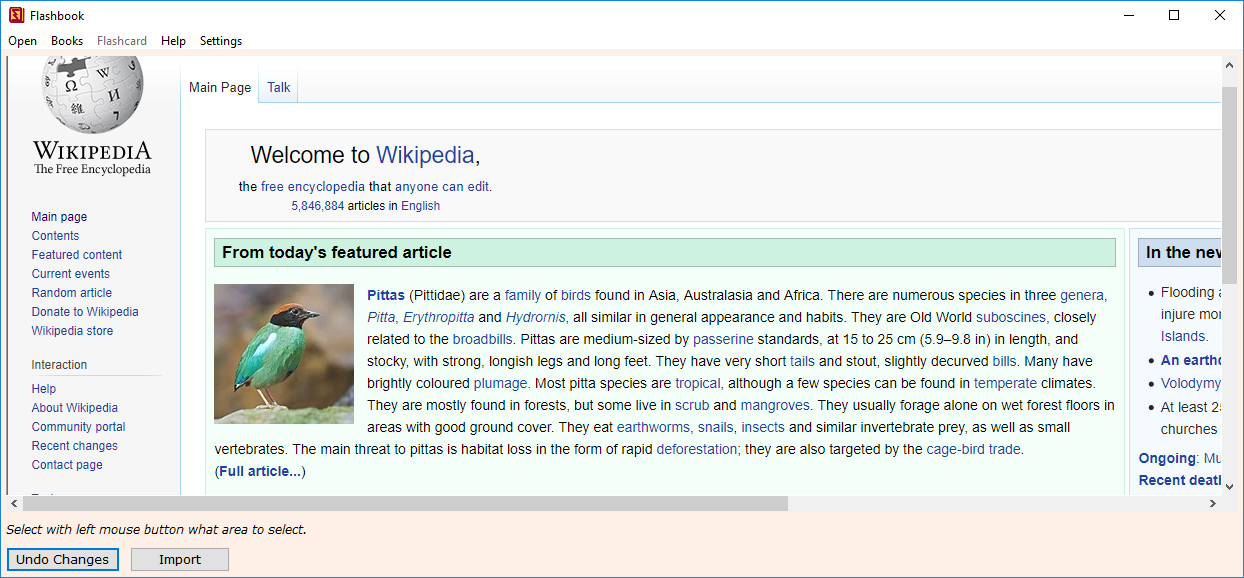 Flashbook
Open Books Flashcard Help Settings
Ω W И 維 7
WIKIPEDIA
The Free Encyclopedia
Main page
Contents
Featured content
Current events
Random article
Donate to Wikipedia
Wikipedia store
Interaction
Help
About Wikipedia
Community portal
Recent changes
Contact page
Main Page Talk
Welcome to Wikipedia,
the free encyclopedia that anyone can edit.
5,846,884 articles in English
From today's featured article
Pittas (Pittidae) are a family of birds found in Asia, Australasia and Africa. There are numerous species in three genera,
Pitta, Erythropitta and Hydrornis, all similar in general appearance and habits. They are Old World suboscines, closely
related to the broadbills. Pittas are medium-sized by passerine standards, at 15 to 25 cm (5.9–9.8 in) in length, and
stocky, with strong, longish legs and long feet. They have very short tails and stout, slightly decurved bills. Many have
brightly coloured plumage. Most pitta species are tropical, although a few species can be found in temperate climates.
They are mostly found in forests, but some live in scrub and mangroves. They usually forage alone on wet forest floors in
areas with good ground cover. They eat earthworms, snails, insects and similar invertebrate prey, as well as small
vertebrates. The main threat to pittas is habitat loss in the form of rapid deforestation; they are also targeted by the cage-bird trade.
(Full article...)
In the
• Flooding
injure
Islands.
• An
• Volodymy
• At least
churches
Ongoing:
Recent
Select with left mouse button what area to select.
Undo Changes Import